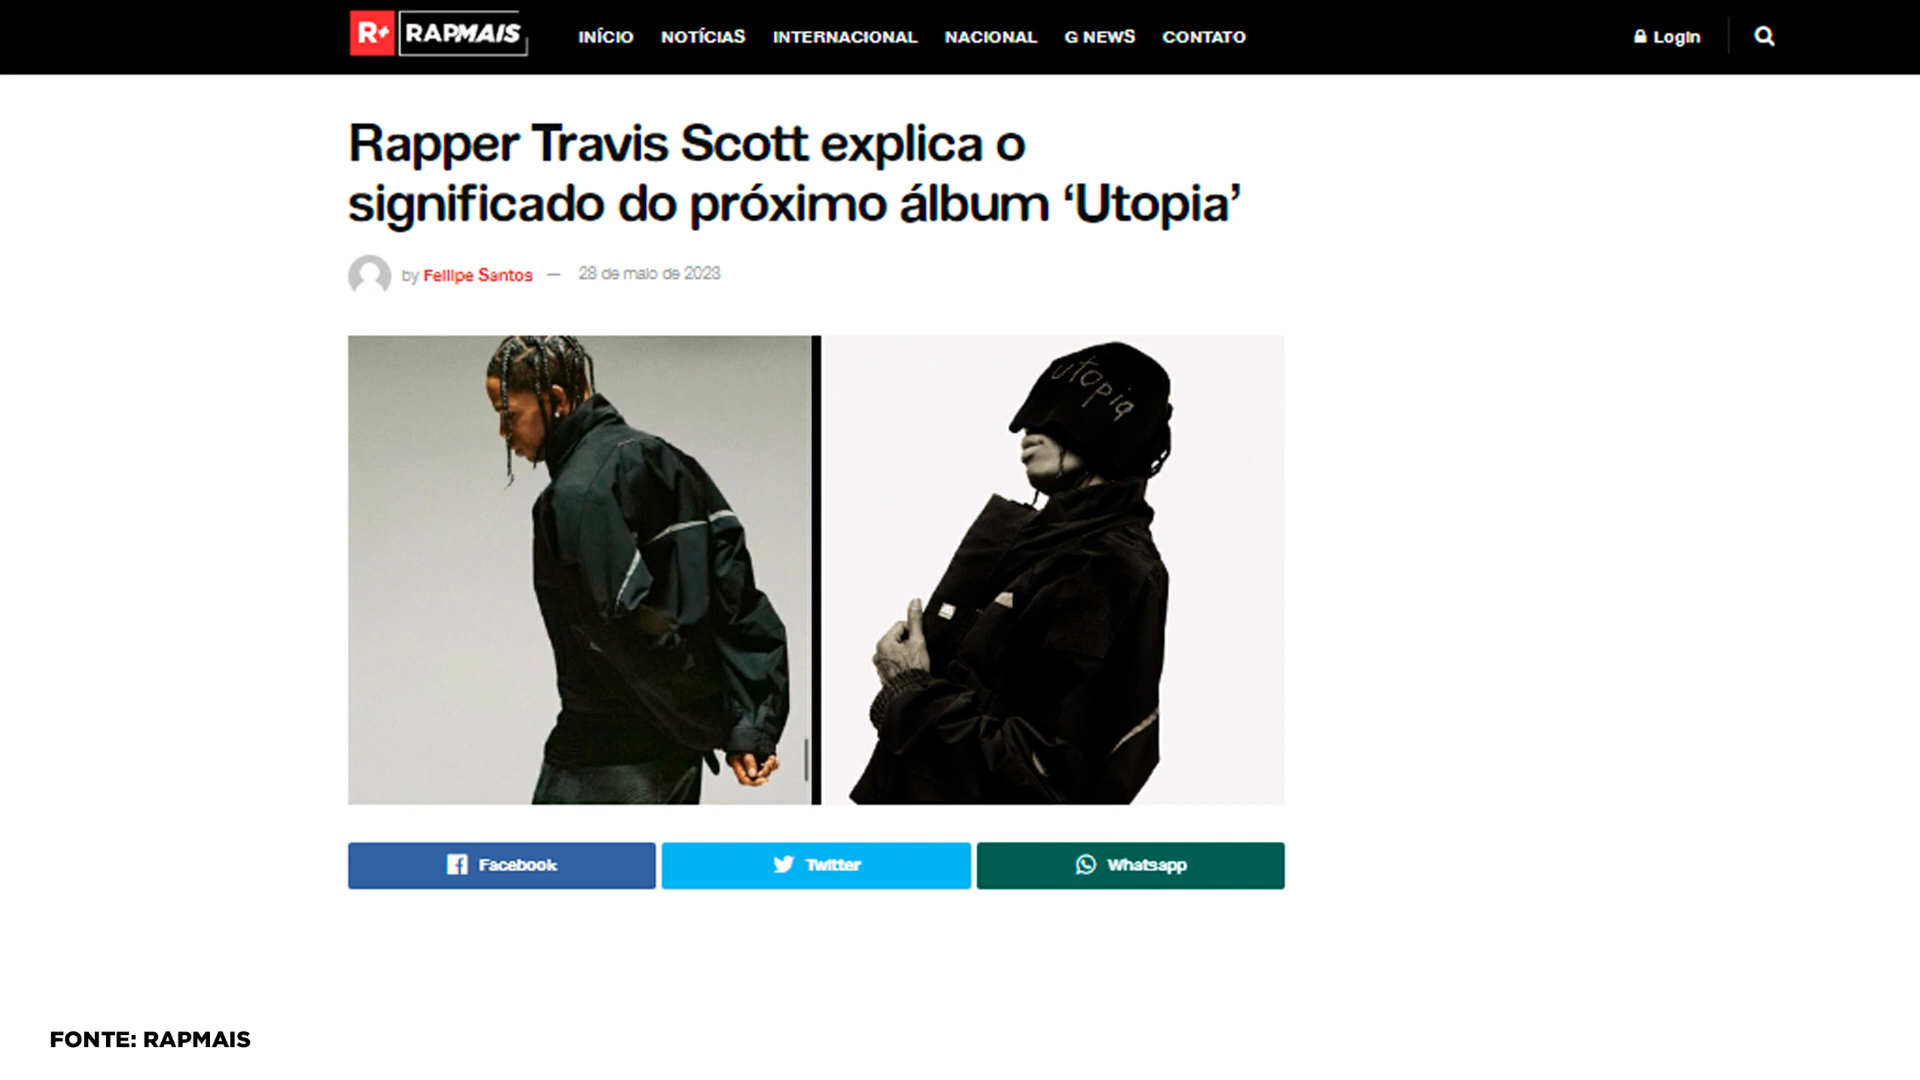 R+ RAPMAIS
INÍCIO NOTÍCIAS INTERNACIONAL NACIONAL G NEWS CONTATO
Login
Rapper Travis Scott explica o
significado do próximo álbum ‘Utopia’
by Fellipe Santos — 28 de maio de 2023
utopia
Facebook Twitter Whatsapp
FONTE: RAPMAIS